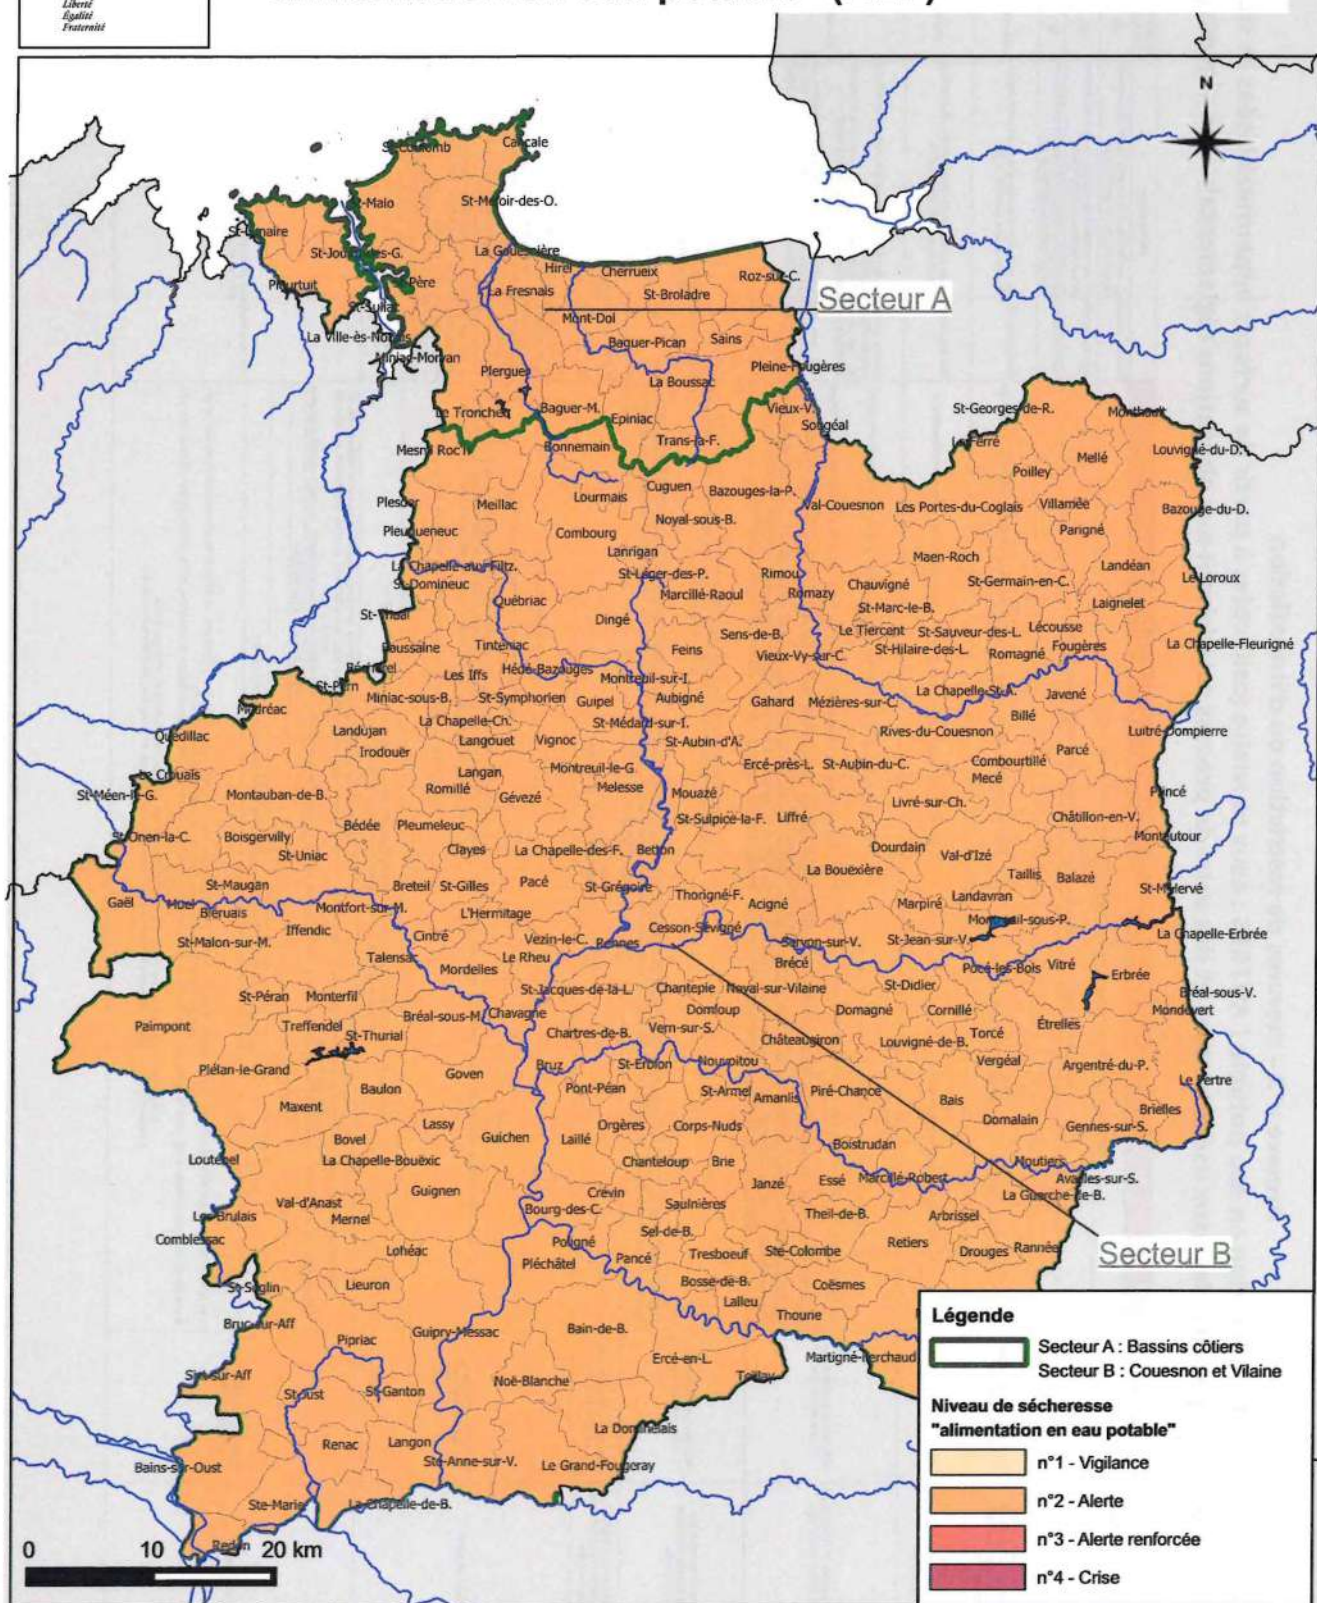 Liberté
Égalité
Fraternité
N
St-Malo
St-Père
La Fresnais
Hirel
Cherrueix
Roz-sur-C.
St-Broladre
Secteur A
Mont-Dol
La Ville-ès-Nonais
Miniac-Morvan
Baguer-Pican
Sains
Pleine-Fougères
La Boussac
Le Tronchet
Baguer-M.
Epiniac
Vieux-V.
Sougéal
St-Georges-de-R.
Monthault
Bonnemain
Trans-la-F.
Le Ferré
Louvigné-du-D.
Mellé
Poilley
Plesder
Meillac
Lourmais
Cuguen
Bazouges-la-P.
Val-Couesnon
Les Portes-du-Coglais
Villamée
Bazouge-du-D.
Pleugueneuc
Combourg
Noyal-sous-B.
Parigné
Lanrigan
Maen-Roch
Landéan
La Chapelle-aux-Filtz.
St-Domineuc
St-Léger-des-P.
Rimou
Chauvigné
St-Germain-en-C.
Le Loroux
Québriac
Marcillé-Raoul
Romazy
St-Marc-le-B.
Laignelet
Dingé
Sens-de-B.
Le Tiercent
St-Sauveur-des-L.
Lécousse
Tinténiac
Feins
Vieux-Vy-sur-C.
St-Hilaire-des-L.
Romagné
Fougères
La Chapelle-Fleurigné
Les Iffs
Hédé-Bazouges
Montreuil-sur-I.
Miniac-sous-B.
St-Symphorien
Guipel
Aubigné
Gahard
Mézières-sur-C.
La Chapelle-St-A.
Javené
Médréac
Landujan
La Chapelle-Ch.
St-Médard-sur-I.
Billé
Quédillac
Irodouër
Langouet
Vignoc
St-Aubin-d'A.
Rives-du-Couesnon
Luitré-Dompierre
Parcé
Le Crouais
Langan
Montreuil-le-G.
Ercé-près-L.
St-Aubin-du-C.
Combourtillé
Mecé
St-Méen-le-G.
Montauban-de-B.
Romillé
Gévezé
Melesse
Mouazé
Livré-sur-Ch.
Princé
Bédée
Pleumeleuc
St-Sulpice-la-F.
Liffré
Châtillon-en-V.
St-Onen-la-C.
Boisgervilly
Montautour
St-Uniac
Clayes
La Chapelle-des-F.
Betton
Dourdain
Val-d'Izé
La Bouexière
Taillis
Balazé
St-Maugan
Breteil
St-Gilles
Pacé
St-Grégoire
Thorigné-F.
Acigné
Marpiré
Landavran
St-M'Hervé
Gaël
Muel
Bléruais
Montfort-sur-M.
L'Hermitage
Montreuil-sous-P.
Iffendic
Cintré
Vezin-le-C.
Rennes
Cesson-Sévigné
Servon-sur-V.
St-Jean-sur-V.
La Chapelle-Erbrée
St-Malon-sur-M.
Talensac
Mordelles
Le Rheu
Brécé
Pocé-les-Bois
Vitré
Erbrée
St-Péran
Monterfil
St-Jacques-de-la-L.
Chantepie
Noyal-sur-Vilaine
St-Didier
Bréal-sous-V.
Paimpont
Treffendel
Bréal-sous-M.
Chavagne
Domloup
Domagné
Cornillé
Mondevert
St-Thurial
Chartres-de-B.
Vern-sur-S.
Châteaugiron
Louvigné-de-B.
Torcé
Étrelles
Plélan-le-Grand
Goven
Bruz
St-Erblon
Nouvoitou
Vergéal
Argentré-du-P.
Baulon
Pont-Péan
St-Armel
Amanlis
Piré-Chancé
Bais
Le Pertre
Maxent
Lassy
Orgères
Corps-Nuds
Domalain
Brielles
Bovel
Guichen
Laillé
Boistrudan
Gennes-sur-S.
Loutehel
La Chapelle-Bouëxic
Chanteloup
Brie
Moutiers
Val-d'Anast
Guignen
Crevin
Janzé
Essé
Marcillé-Robert
Availles-sur-S.
La Guerche-de-B.
Les Brulais
Mernel
Bourg-des-C.
Saulnières
Theil-de-B.
Arbrissel
Comblessac
Lohéac
Poligné
Sel-de-B.
Retiers
Drouges
Rannée
Pléchâtel
Pancé
Tresboeuf
Ste-Colombe
Secteur B
St-Séglin
Lieuron
Bosse-de-B.
Coësmes
Lalleu
Thourie
Bruc-sur-Aff
Pipriac
Guipry-Messac
Bain-de-B.
Ercé-en-L.
Martigné-Ferchaud
Sixt-sur-Aff
St-Just
St-Ganton
Noë-Blanche
Teillay
La Dominelais
Renac
Langon
Bains-sur-Oust
Ste-Anne-sur-V.
Le Grand-Fougeray
Ste-Marie
La Chapelle-de-B.
Redon
0 10 20 km
Légende
Secteur A : Bassins côtiers
Secteur B : Couesnon et Vilaine
Niveau de sécheresse
"alimentation en eau potable"
n°1 - Vigilance
n°2 - Alerte
n°3 - Alerte renforcée
n°4 - Crise